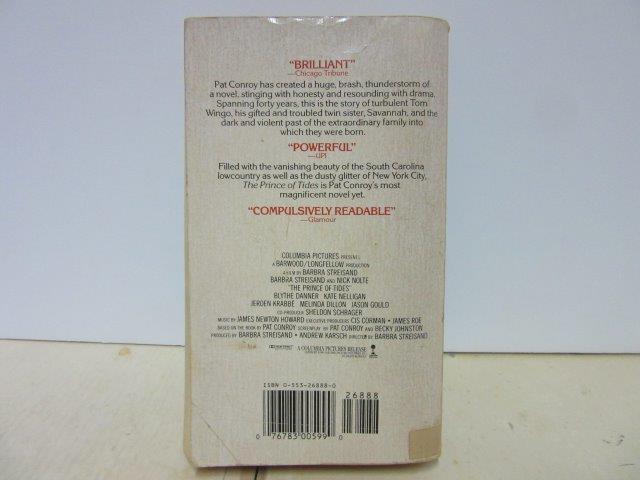 "BRILLIANT"
—Chicago Tribune
Pat Conroy has created a huge, brash, thunderstorm of
a novel, stinging with honesty and resounding with drama.
Spanning forty years, this is the story of turbulent Tom
Wingo, his gifted and troubled twin sister, Savannah, and the
dark and violent past of the extraordinary family into
which they were born.
"POWERFUL"
—UPI
Filled with the vanishing beauty of the South Carolina
lowcountry as well as the dusty glitter of New York City,
The Prince of Tides is Pat Conroy's most
magnificent novel yet.
"COMPULSIVELY READABLE"
—Glamour
COLUMBIA PICTURES PRESENTS
A BARWOOD/LONGFELLOW PRODUCTION
A FILM BY BARBRA STREISAND
BARBRA STREISAND AND NICK NOLTE
"THE PRINCE OF TIDES"
BLYTHE DANNER KATE NELLIGAN
JEROEN KRABBÉ MELINDA DILLON JASON GOULD
CO-PRODUCER SHELDON SCHRAGER
MUSIC BY JAMES NEWTON HOWARD EXECUTIVE PRODUCERS CIS CORMAN • JAMES ROE
BASED ON THE BOOK BY PAT CONROY SCREENPLAY BY PAT CONROY AND BECKY JOHNSTON
PRODUCED BY BARBRA STREISAND • ANDREW KARSCH DIRECTED BY BARBRA STREISAND
A COLUMBIA PICTURES RELEASE
ISBN 0-553-26888-0
26888
0 76783 00599 0